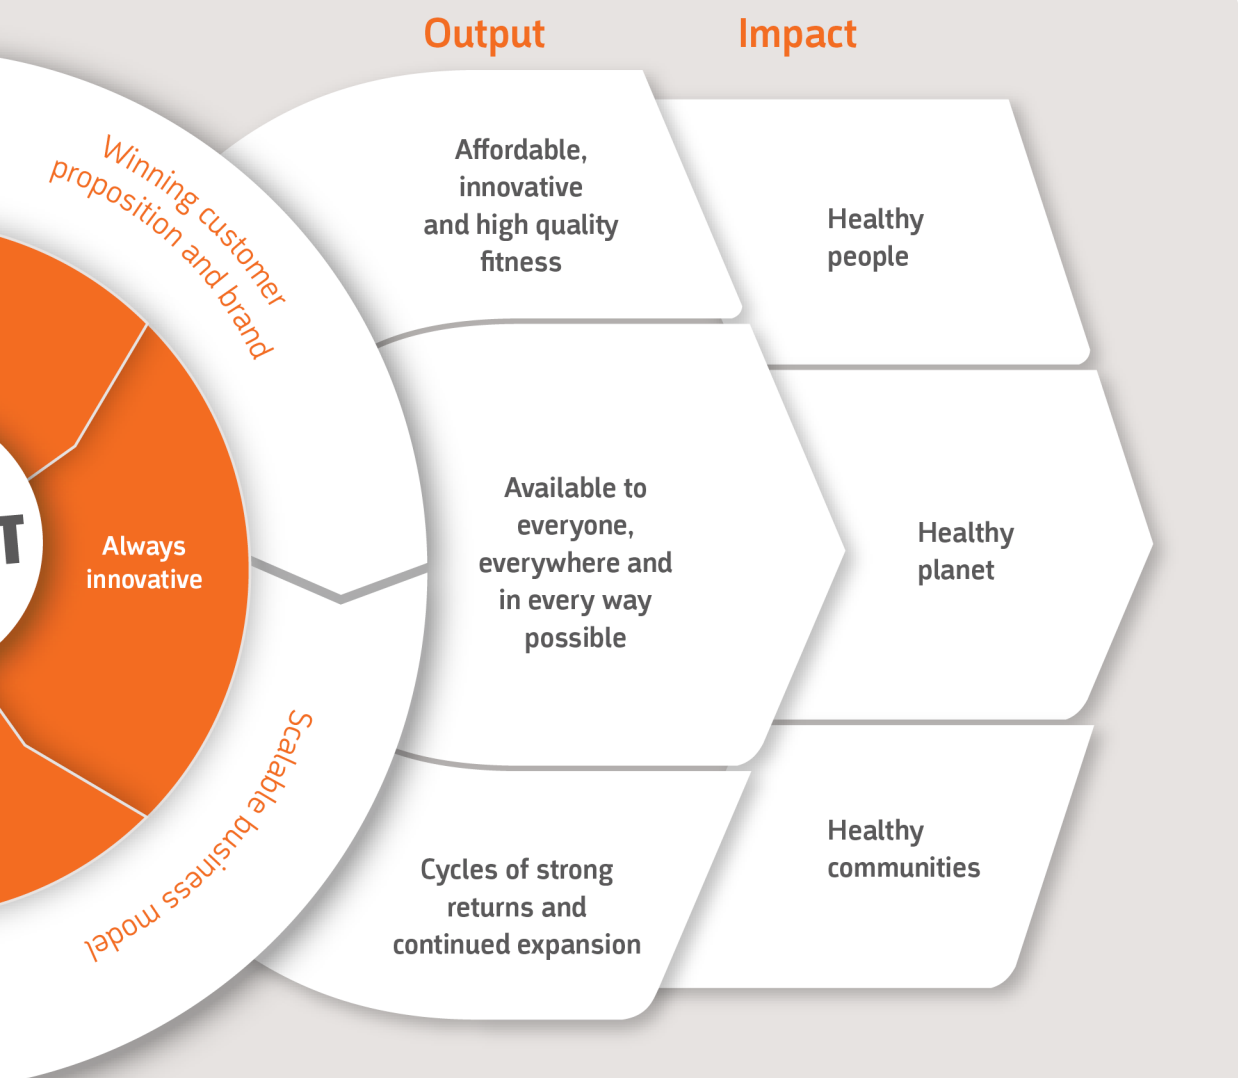 Output
Impact
Winning customer
proposition and brand
Affordable,
innovative
and high quality
fitness
Healthy
people
T
Always
innovative
Available to
everyone,
everywhere and
in every way
possible
Healthy
planet
Scalable business model
Cycles of strong
returns and
continued expansion
Healthy
communities